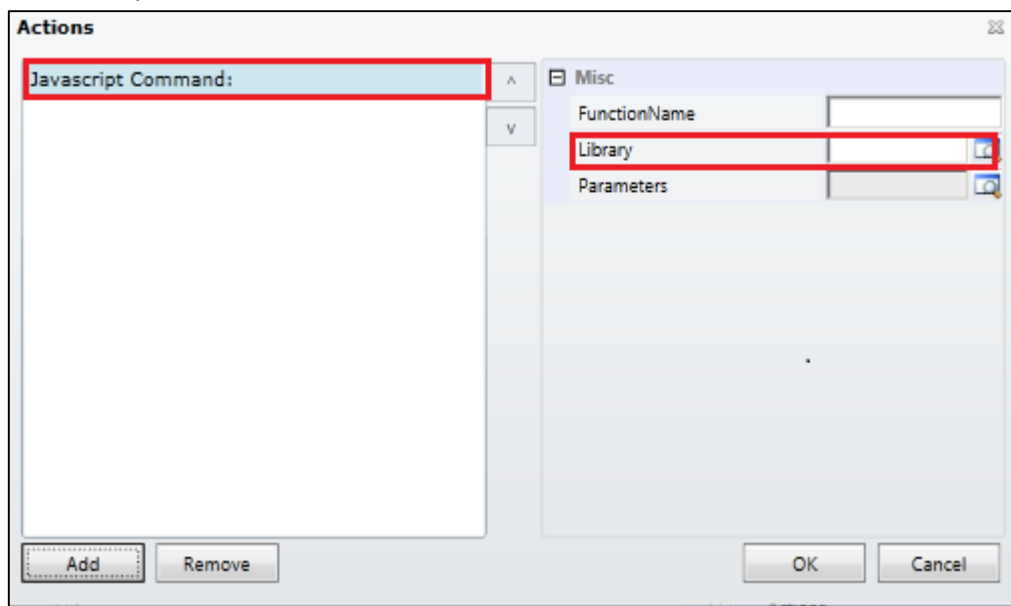 Actions
Javascript Command:
^
v
Misc
FunctionName
Library
Parameters
Add
Remove
OK
Cancel